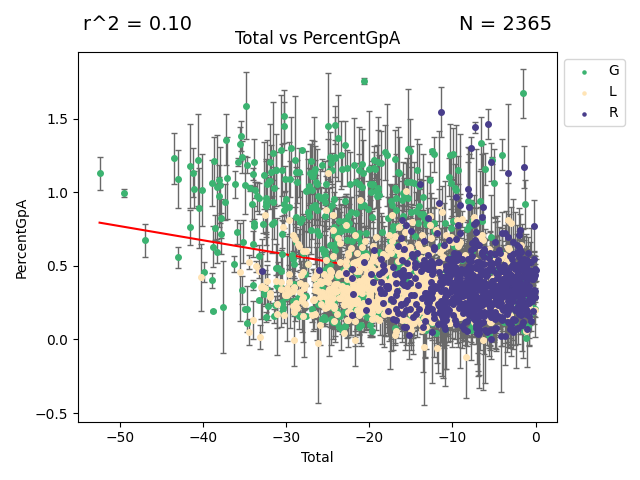 r^2 = 0.10
N = 2365
Total vs PercentGpA
G
L
R
1.5
1.0
0.5
0.0
−0.5
PercentGpA
−50
−40
−30
−20
−10
0
Total